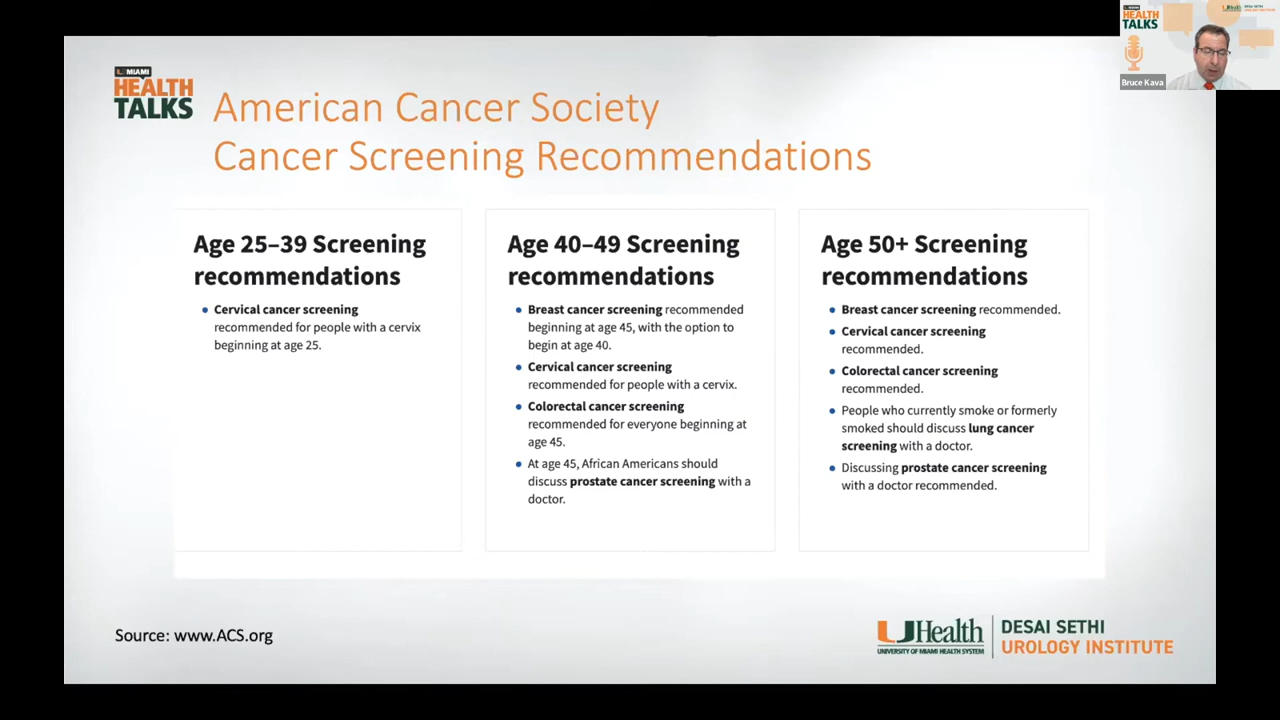 MIAMI
HEALTH
TALKS
American Cancer Society
Cancer Screening Recommendations
Age 25–39 Screening
recommendations
• Cervical cancer screening
recommended for people with a cervix
beginning at age 25.
Age 40–49 Screening
recommendations
• Breast cancer screening recommended
beginning at age 45, with the option to
begin at age 40.
• Cervical cancer screening
recommended for people with a cervix.
• Colorectal cancer screening
recommended for everyone beginning at
age 45.
• At age 45, African Americans should
discuss prostate cancer screening with a
doctor.
Age 50+ Screening
recommendations
• Breast cancer screening recommended.
• Cervical cancer screening
recommended.
• Colorectal cancer screening
recommended.
• People who currently smoke or formerly
smoked should discuss lung cancer
screening with a doctor.
• Discussing prostate cancer screening
with a doctor recommended.
Source: www.ACS.org
UHealth
UNIVERSITY OF MIAMI HEALTH SYSTEM
DESAI SETHI
UROLOGY INSTITUTE
HEALTH
TALKS
UHealth
DESAI SETHI
Bruce Kava